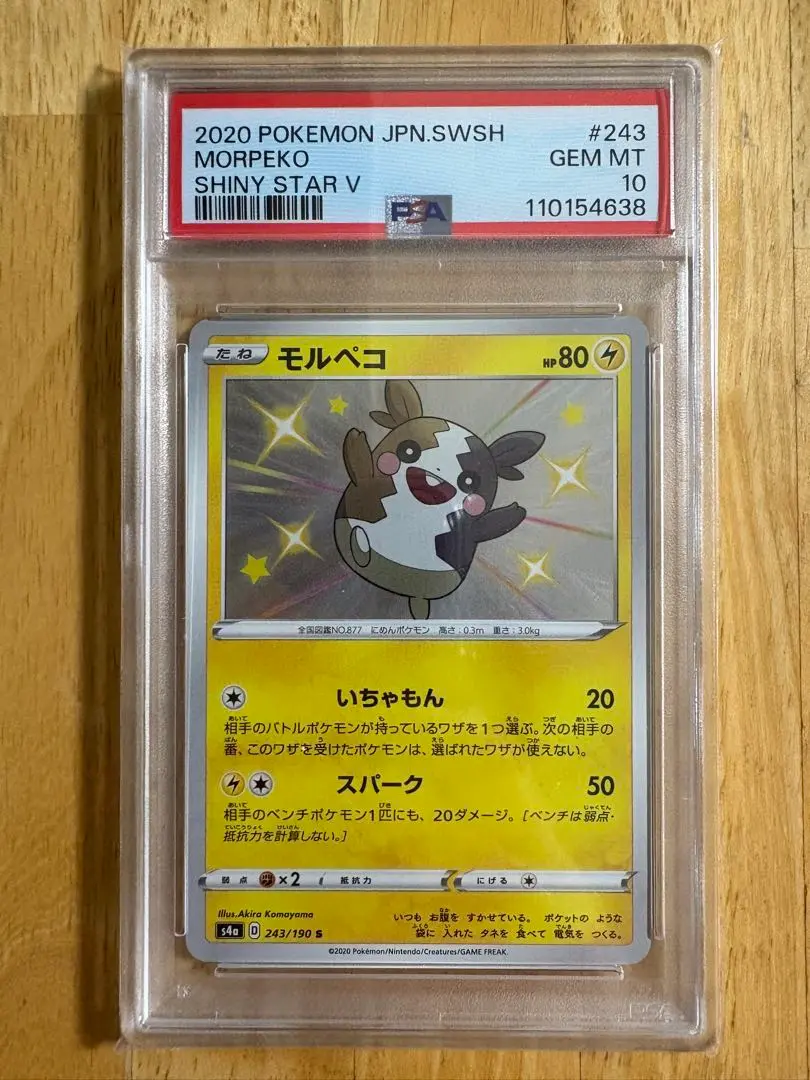 2020 POKEMON JPN.SWSH #243
MORPEKO GEM MT
SHINY STAR V 10
PSA 110154638
たね モルペコ HP80
全国図鑑NO.877 にめんポケモン 高さ:0.3m 重さ:3.0kg
いちゃもん 20
相手のバトルポケモンが持っているワザを1つ選ぶ。次の相手の
番、このワザを受けたポケモンは、選ばれたワザが使えない。
スパーク 50
相手のベンチポケモン1匹にも、20ダメージ。[ベンチは弱点・
抵抗力を計算しない。]
弱点 ×2 抵抗力 にげる
Illus.Akira Komayama
いつも お腹を すかせている。 ポケットの ような
袋に 入れた タネを 食べて 電気を つくる。
s4a D 243/190 S
©2020 Pokémon/Nintendo/Creatures/GAME FREAK.